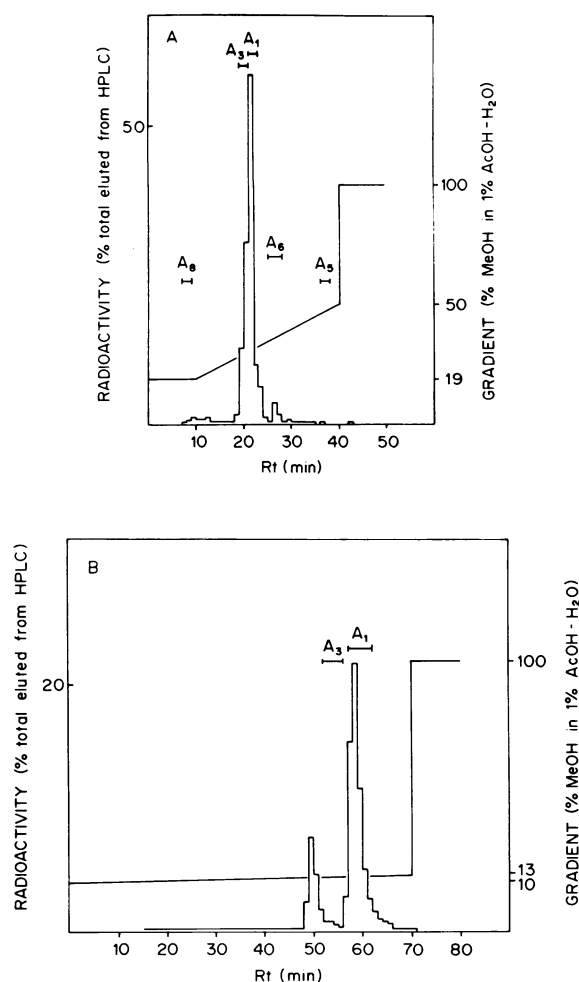 A
A₃
A₁
A₆
A₈
A₅
50
100
50
19
RADIOACTIVITY (% total eluted from HPLC)
GRADIENT (% MeOH in 1% AcOH-H₂O)
10 20 30 40 50
Rt (min)
B
A₃
A₁
20
100
13
10
RADIOACTIVITY (% total eluted from HPLC)
GRADIENT (% MeOH in 1% AcOH-H₂O)
10 20 30 40 50 60 70 80
Rt (min)